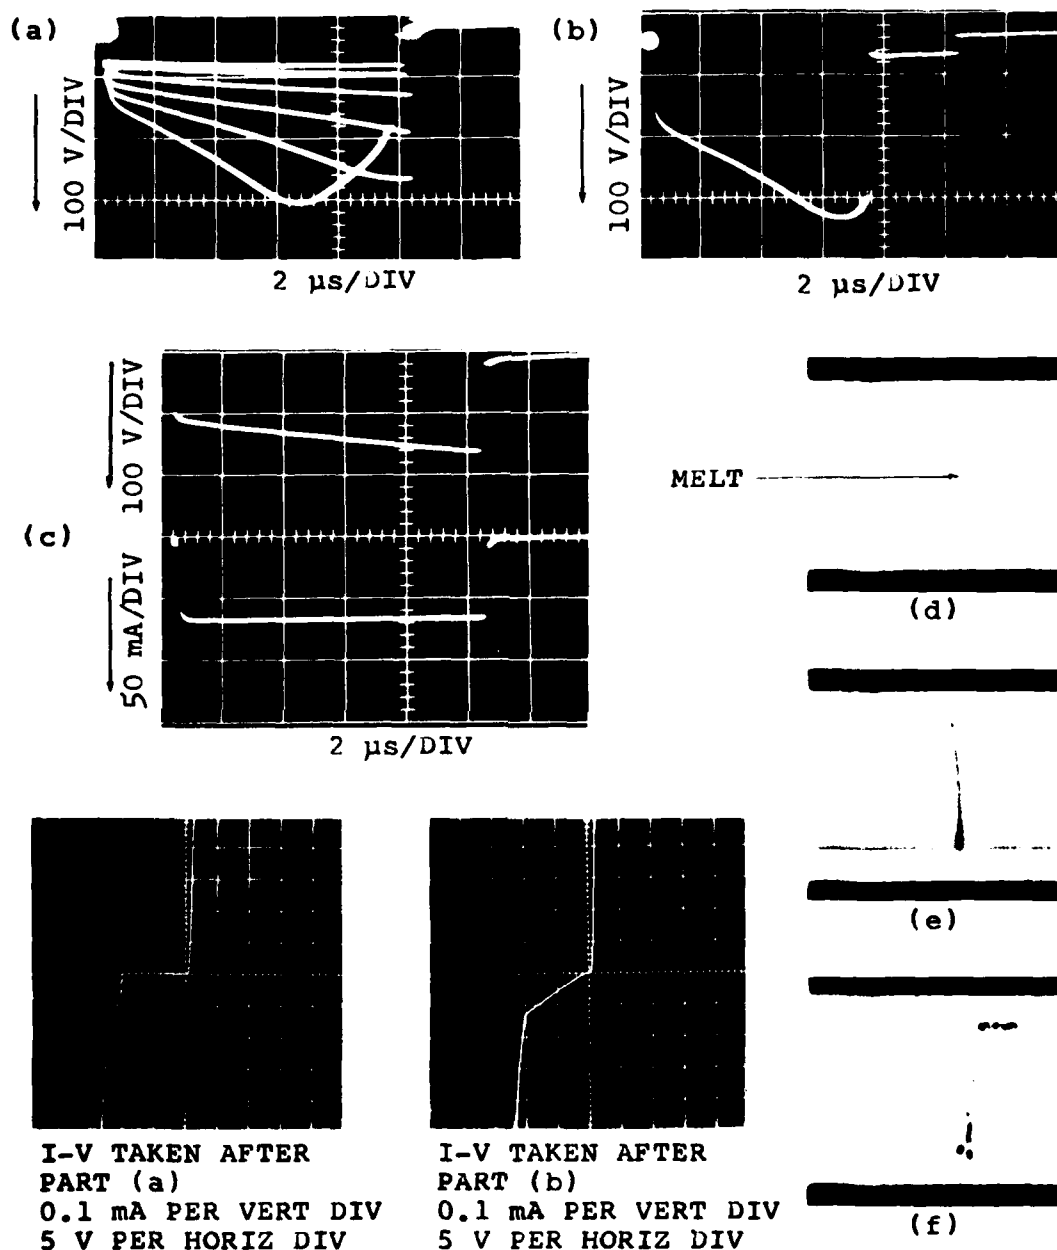 (a)
100 V/DIV
2 µs/DIV
(b)
100 V/DIV
2 µs/DIV
(c)
100 V/DIV
50 mA/DIV
2 µs/DIV
MELT
(d)
(e)
(f)
I-V TAKEN AFTER
PART (a)
0.1 mA PER VERT DIV
5 V PER HORIZ DIV
I-V TAKEN AFTER
PART (b)
0.1 mA PER VERT DIV
5 V PER HORIZ DIV